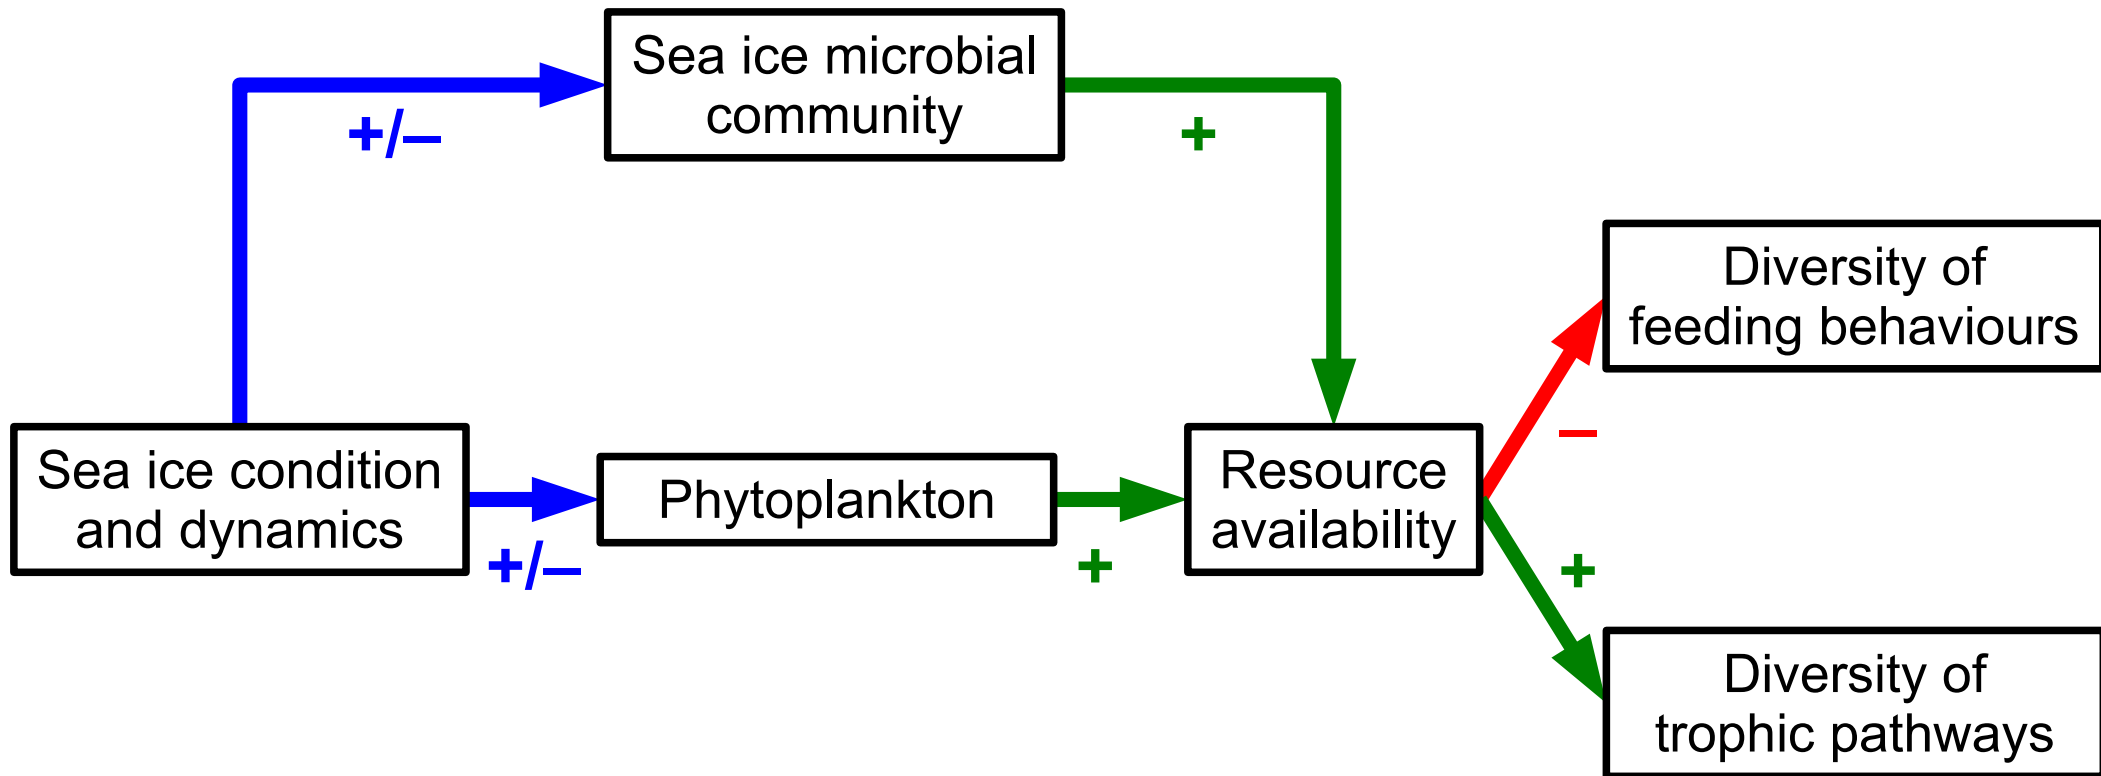 Sea ice microbial
community
+/–
+
Diversity of
feeding behaviours
–
Sea ice condition
and dynamics
+/–
Phytoplankton
+
Resource
availability
+
Diversity of
trophic pathways